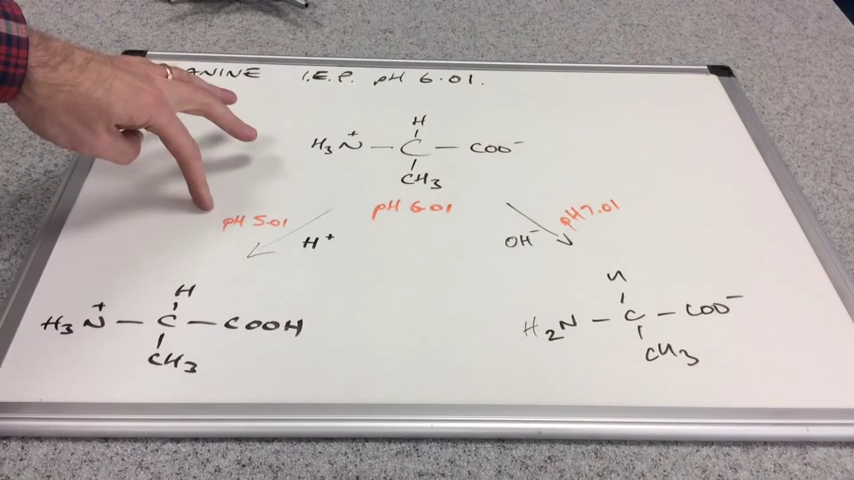 ANINE I.E.P. pH 6.01.
H
H₃N⁺ — C — COO⁻
CH₃
pH 5.01 pH 6.01 pH 7.01
H⁺ OH⁻
H
H₃N⁺ — C — COOH
CH₃
H
H₂N — C — COO⁻
CH₃